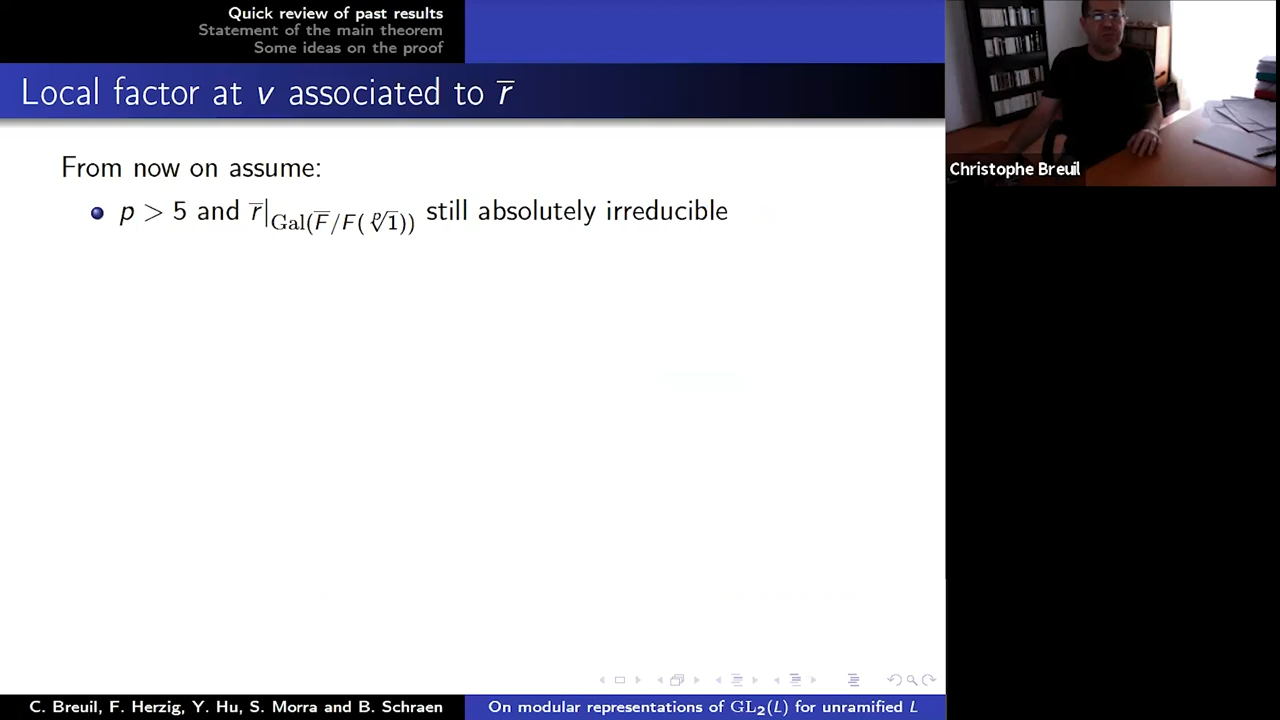 Quick review of past results
Statement of the main theorem
Some ideas on the proof
Local factor at v associated to r̅
From now on assume:
p > 5 and r̅|_{Gal(F̅/F(ᵖ√1))} still absolutely irreducible
Christophe Breuil
C. Breuil, F. Herzig, Y. Hu, S. Morra and B. Schraen
On modular representations of GL₂(L) for unramified L